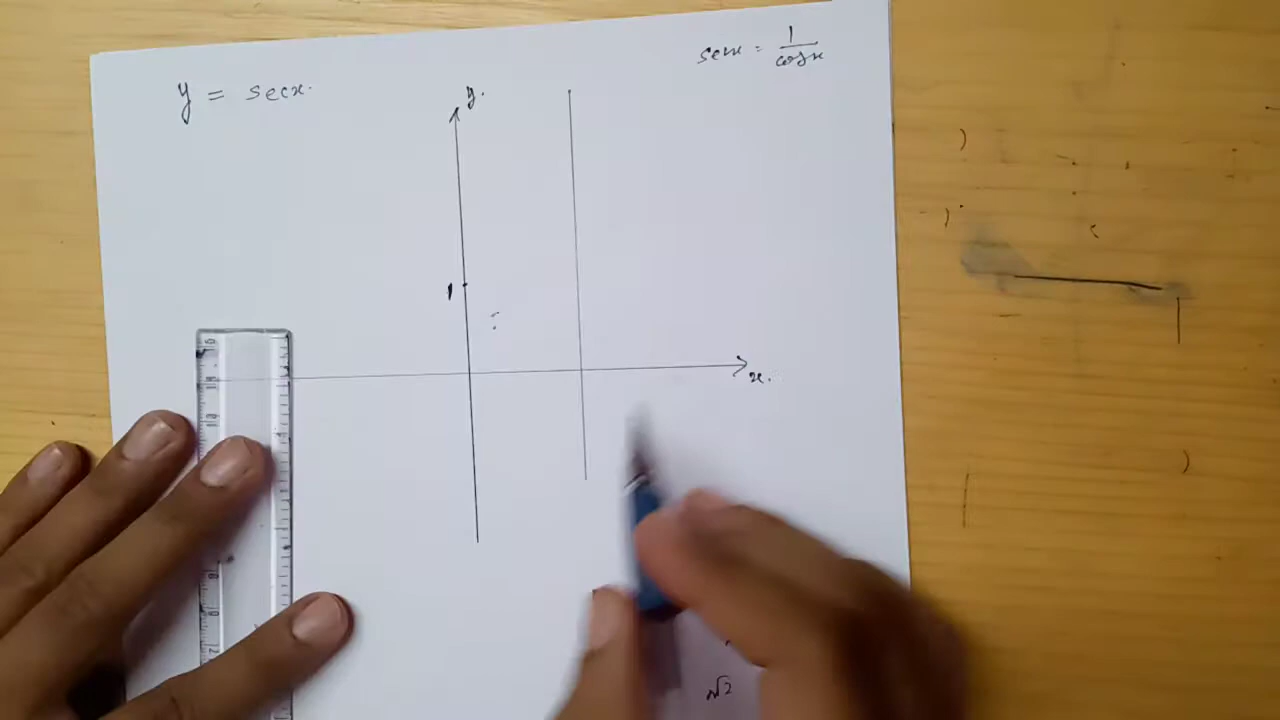 y = secx.
secx = 1/cosx
y.
1
x.
√2